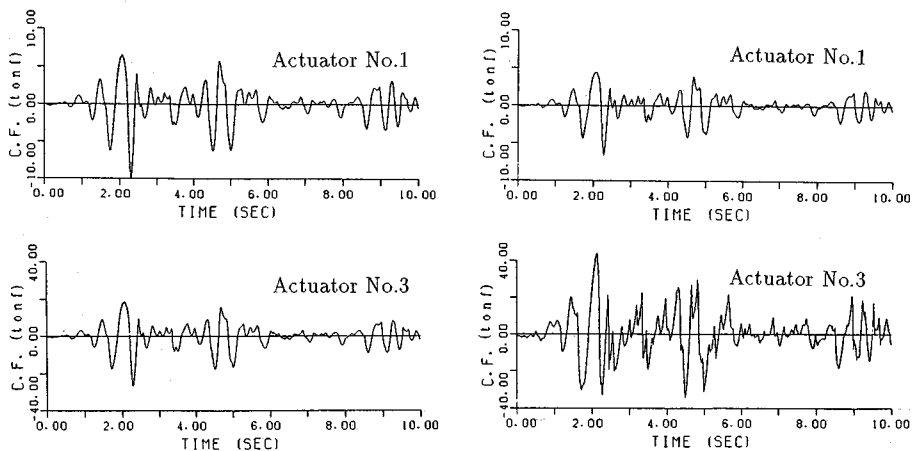 10.00
0.00
-10.00
C.F. (tonf)
Actuator No.1
0.00 2.00 4.00 6.00 8.00 10.00
TIME (SEC)
10.00
0.00
-10.00
C.F. (tonf)
Actuator No.1
0.00 2.00 4.00 6.00 8.00 10.00
TIME (SEC)
40.00
0.00
-40.00
C.F. (tonf)
Actuator No.3
0.00 2.00 4.00 6.00 8.00 10.00
TIME (SEC)
40.00
0.00
-40.00
C.F. (tonf)
Actuator No.3
0.00 2.00 4.00 6.00 8.00 10.00
TIME (SEC)